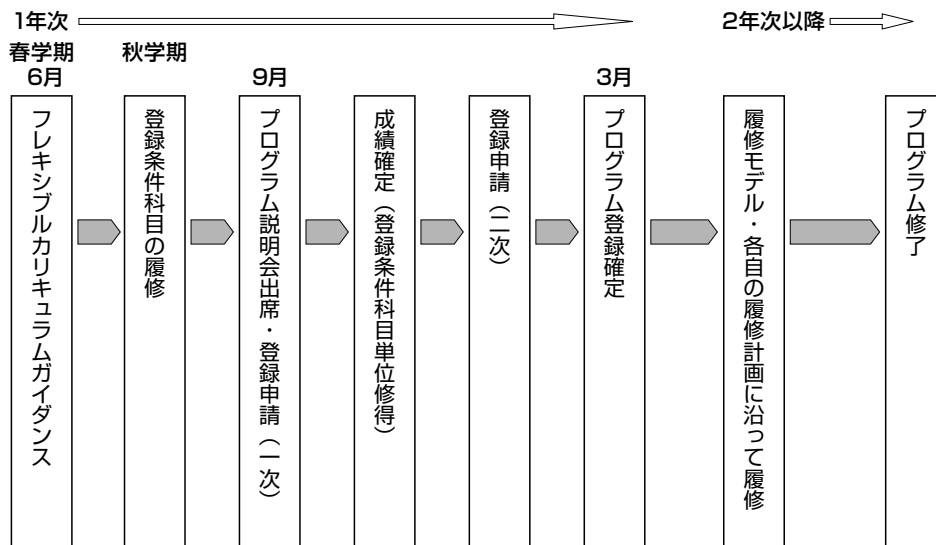 1年次
2年次以降
春学期
秋学期
6月
9月
3月
フレキシブルカリキュラムガイダンス
登録条件科目の履修
プログラム説明会出席・登録申請（一次）
成績確定（登録条件科目単位修得）
登録申請（二次）
プログラム登録確定
履修モデル・各自の履修計画に沿って履修
プログラム修了